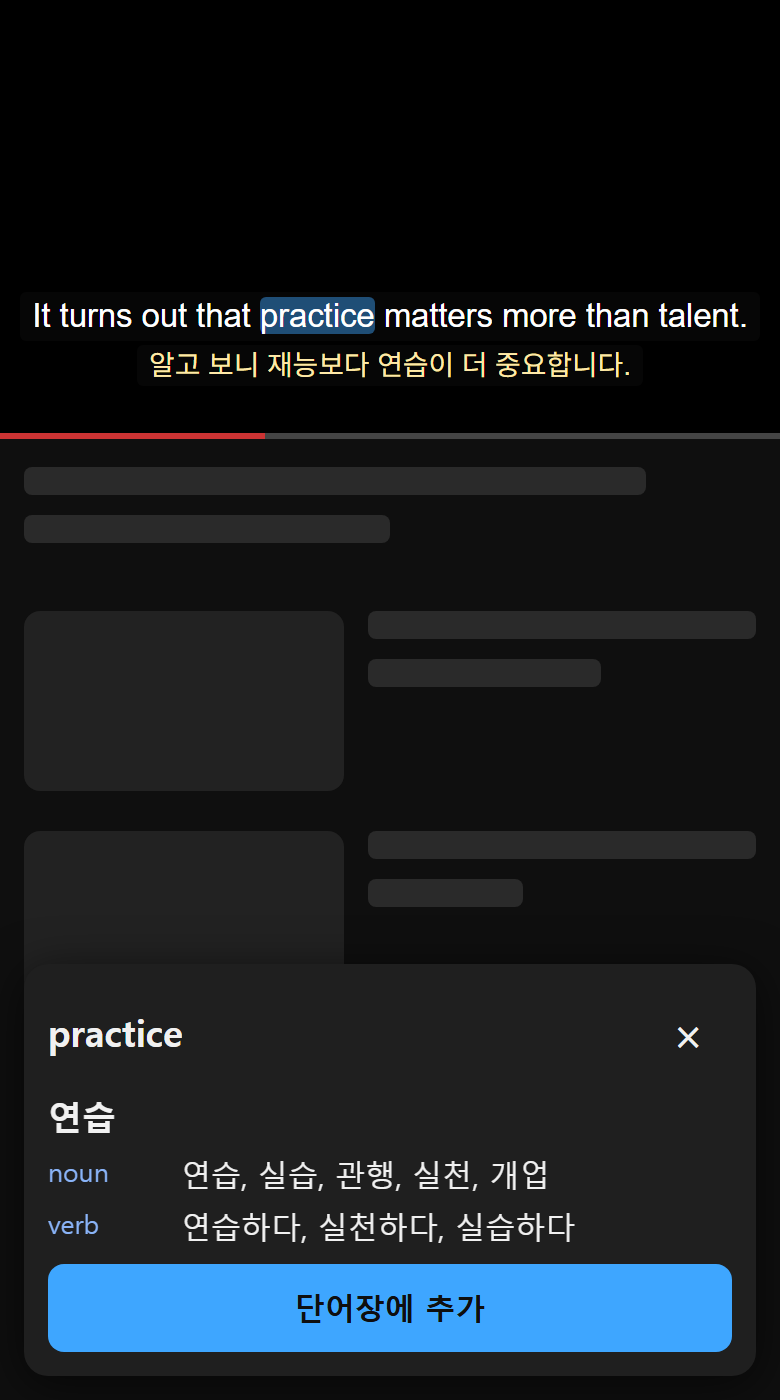 It turns out that practice matters more than talent.
알고 보니 재능보다 연습이 더 중요합니다.
practice ×
연습
noun 연습, 실습, 관행, 실천, 개업
verb 연습하다, 실천하다, 실습하다
단어장에 추가